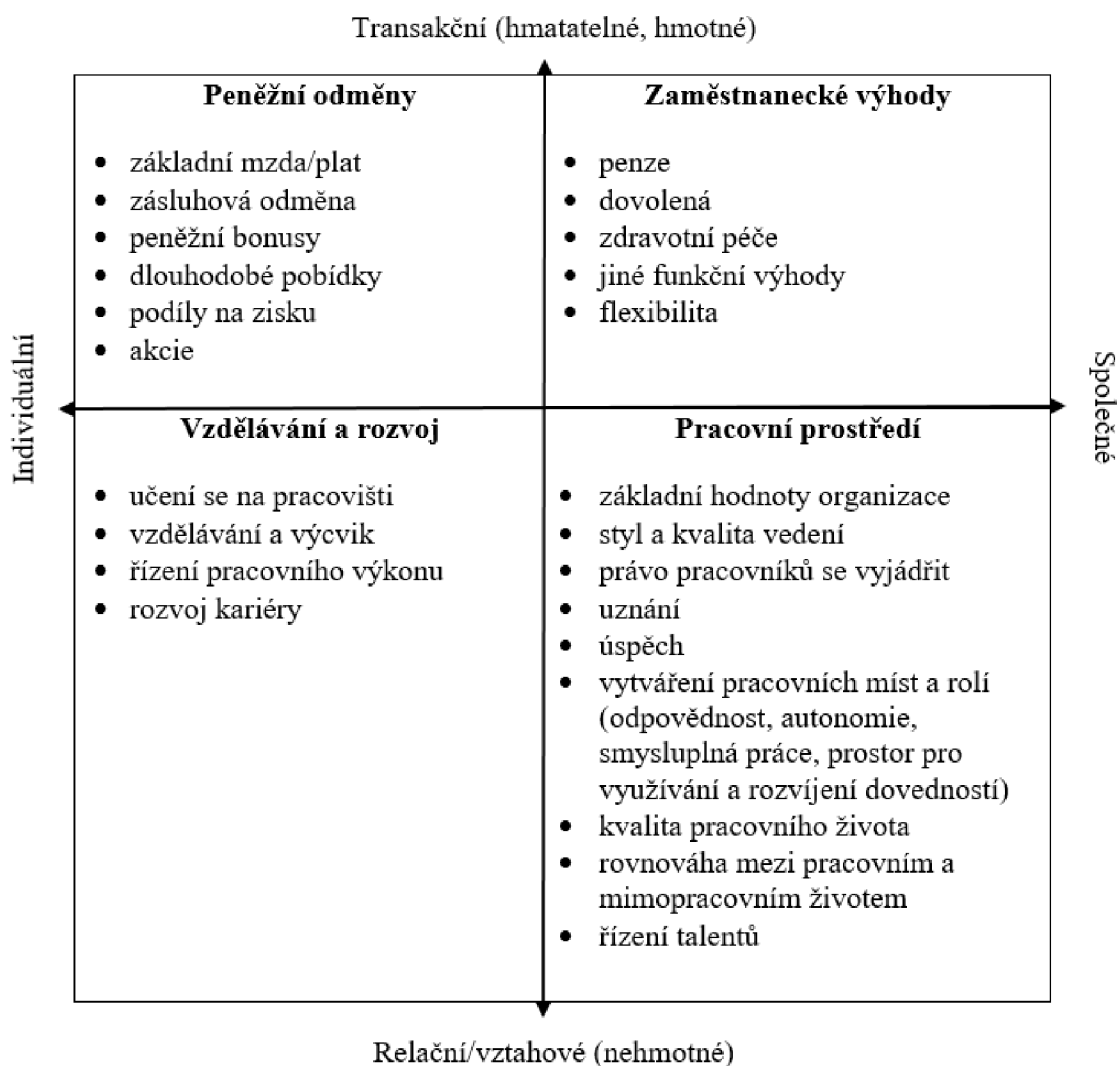 Transakční (hmatatelné, hmotné)
Peněžní odměny
• základní mzda/plat
• zásluhová odměna
• peněžní bonusy
• dlouhodobé pobídky
• podíly na zisku
• akcie
Zaměstnanecké výhody
• penze
• dovolená
• zdravotní péče
• jiné funkční výhody
• flexibilita
Individuální
Společné
Vzdělávání a rozvoj
• učení se na pracovišti
• vzdělávání a výcvik
• řízení pracovního výkonu
• rozvoj kariéry
Pracovní prostředí
• základní hodnoty organizace
• styl a kvalita vedení
• právo pracovníků se vyjádřit
• uznání
• úspěch
• vytváření pracovních míst a rolí
(odpovědnost, autonomie,
smysluplná práce, prostor pro
využívání a rozvíjení dovedností)
• kvalita pracovního života
• rovnováha mezi pracovním a
mimopracovním životem
• řízení talentů
Relační/vztahové (nehmotné)